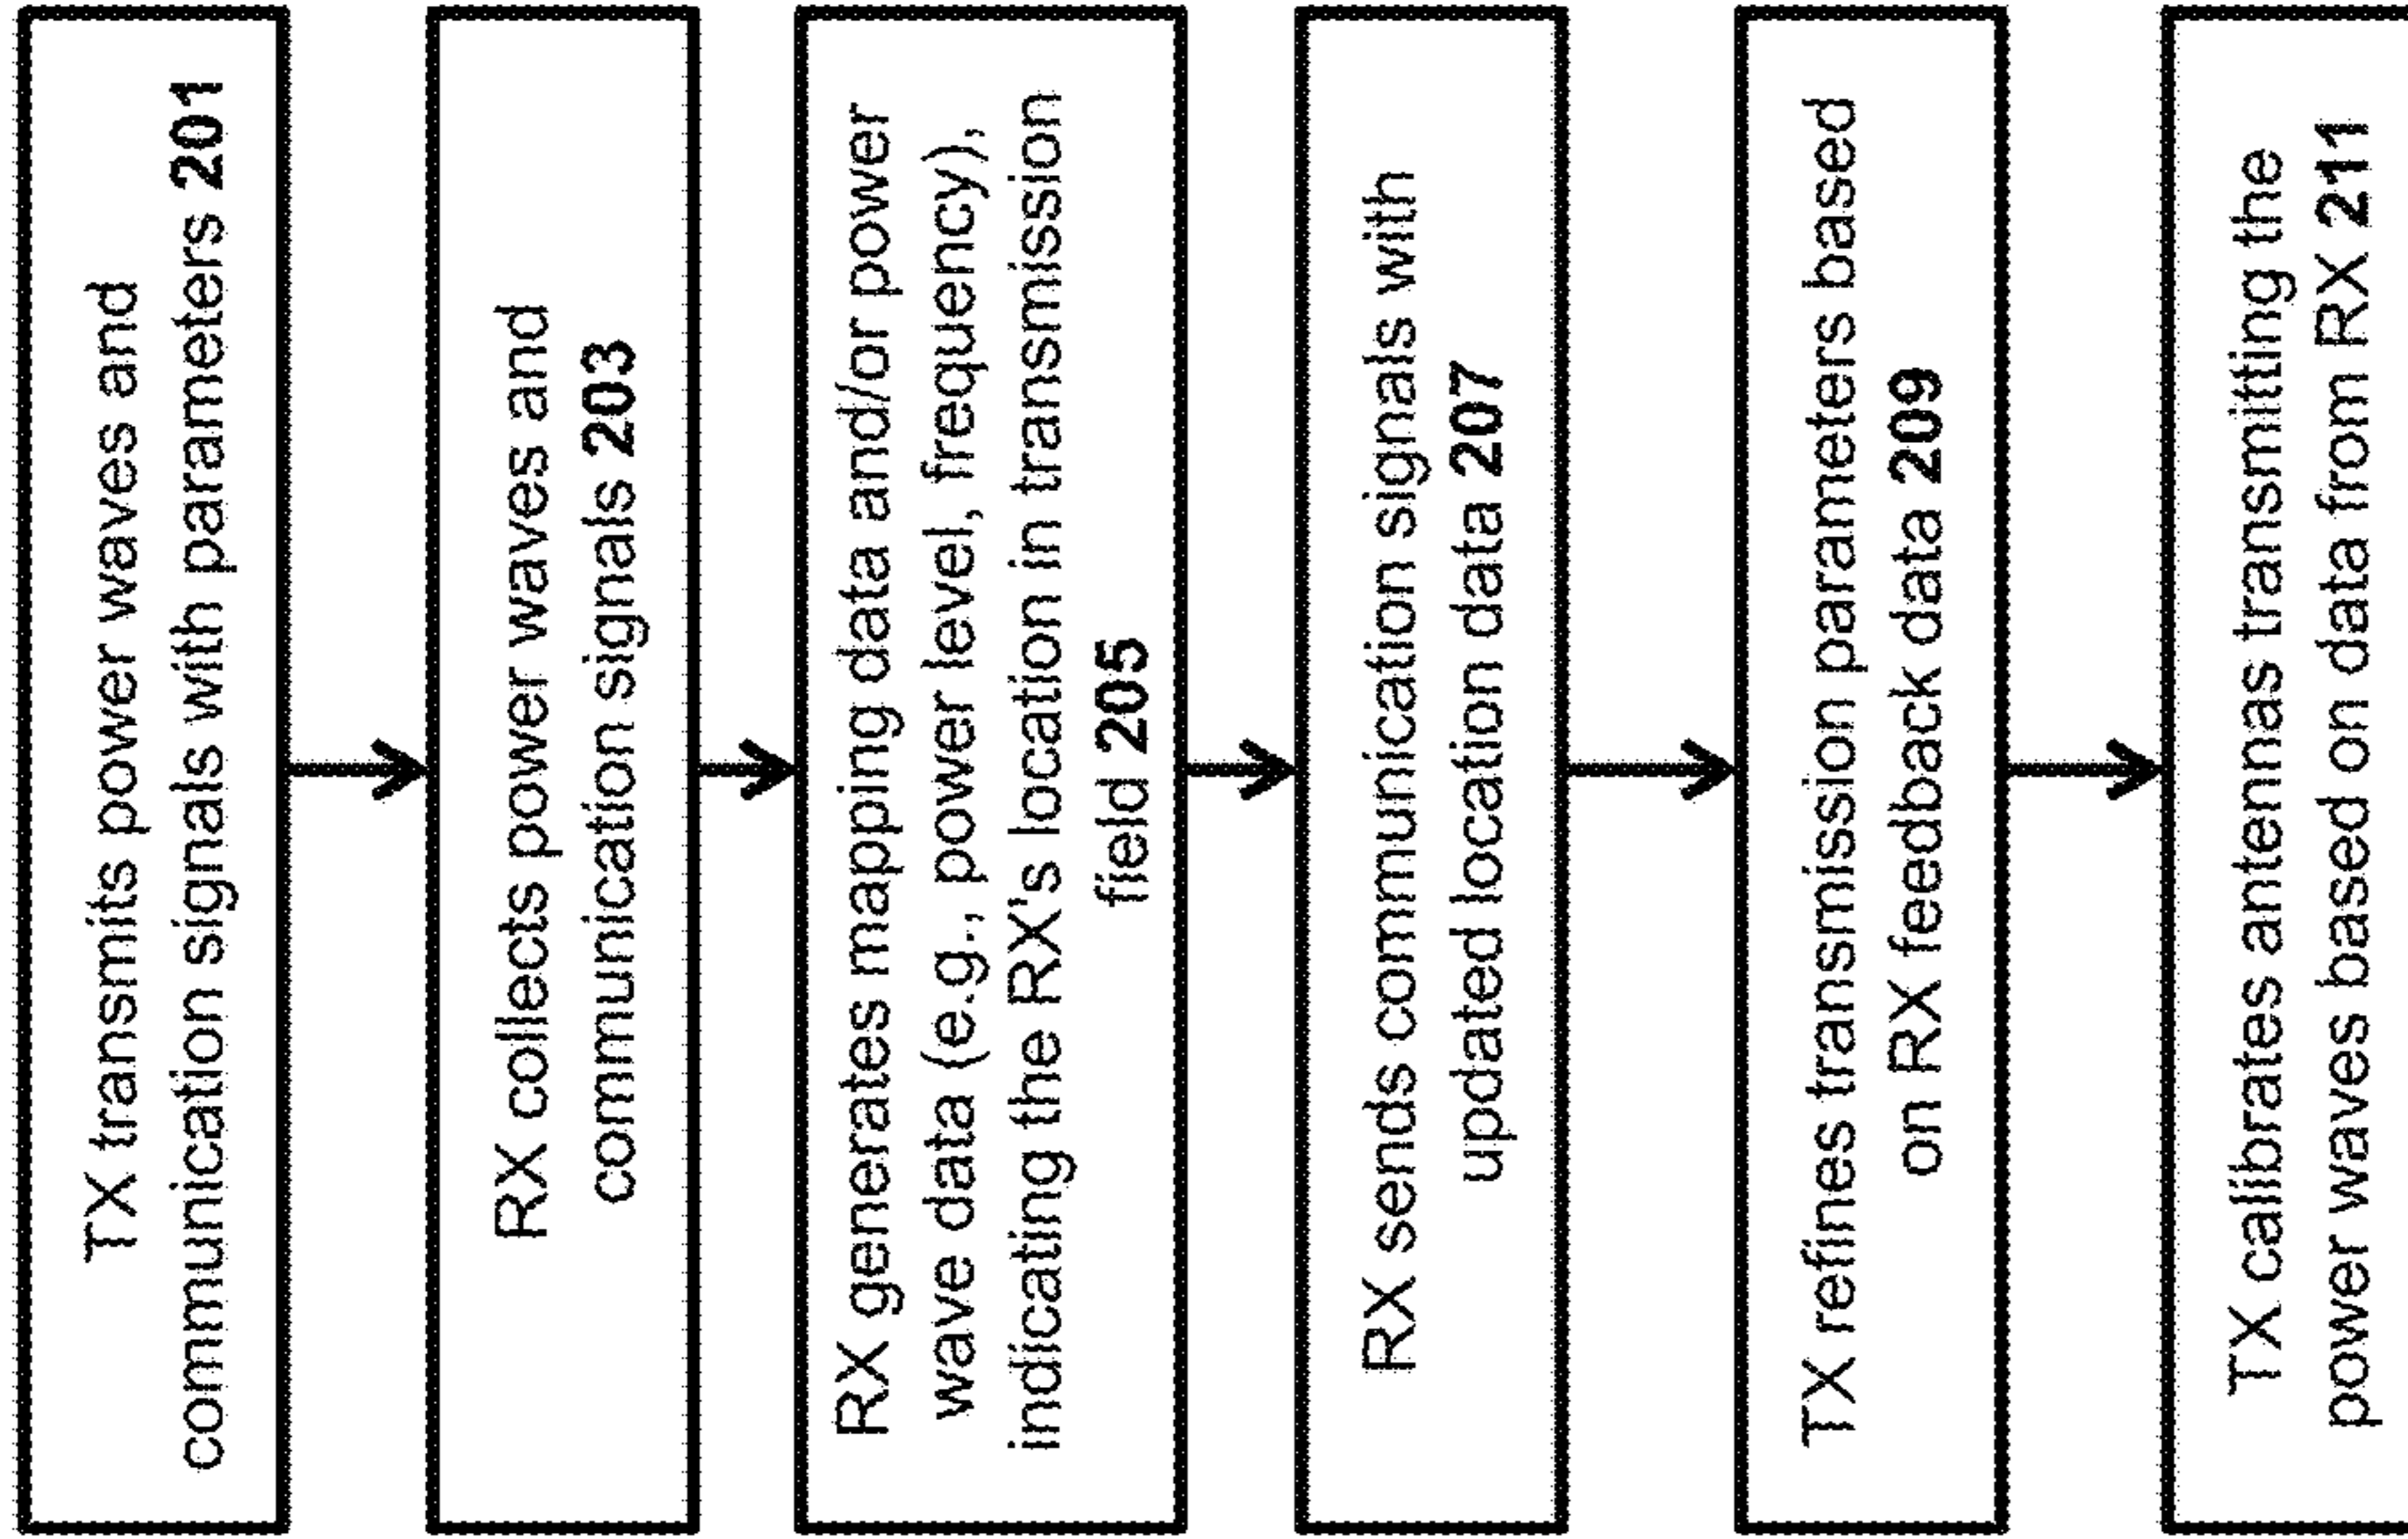 TX transmits power waves and
communication signals with parameters 201
RX collects power waves and
communication signals 203
RX generates mapping data and/or power
wave data (e.g., power level, frequency),
indicating the RX's location in transmission
field 205
RX sends communication signals with
updated location data 207
TX refines transmission parameters based
on RX feedback data 209
TX calibrates antennas transmitting the
power waves based on data from RX 211